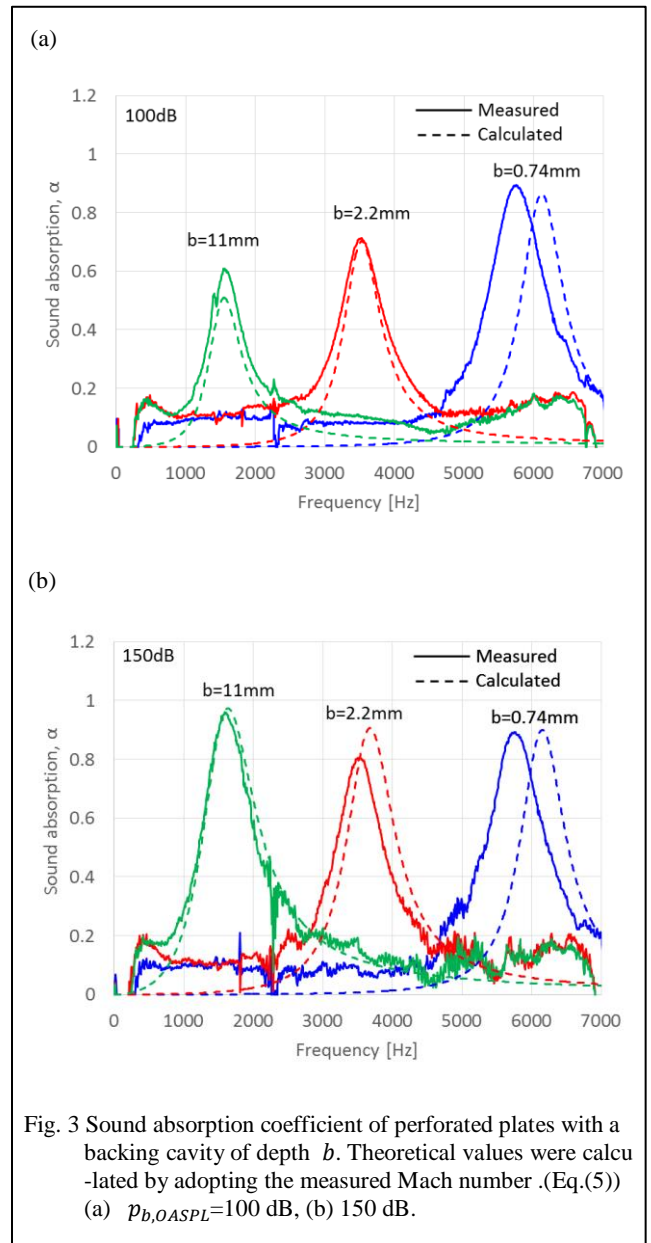 (a)
1.2
1
0.8
0.6
0.4
0.2
0
Sound absorption, α
100dB
Measured
Calculated
b=11mm
b=2.2mm
b=0.74mm
0 1000 2000 3000 4000 5000 6000 7000
Frequency [Hz]
(b)
1.2
1
0.8
0.6
0.4
0.2
0
Sound absorption, α
150dB
Measured
Calculated
b=11mm
b=2.2mm
b=0.74mm
0 1000 2000 3000 4000 5000 6000 7000
Frequency [Hz]
Fig. 3 Sound absorption coefficient of perforated plates with a
backing cavity of depth b. Theoretical values were calcu
-lated by adopting the measured Mach number .(Eq.(5))
(a) p_{b,OASPL}=100 dB, (b) 150 dB.